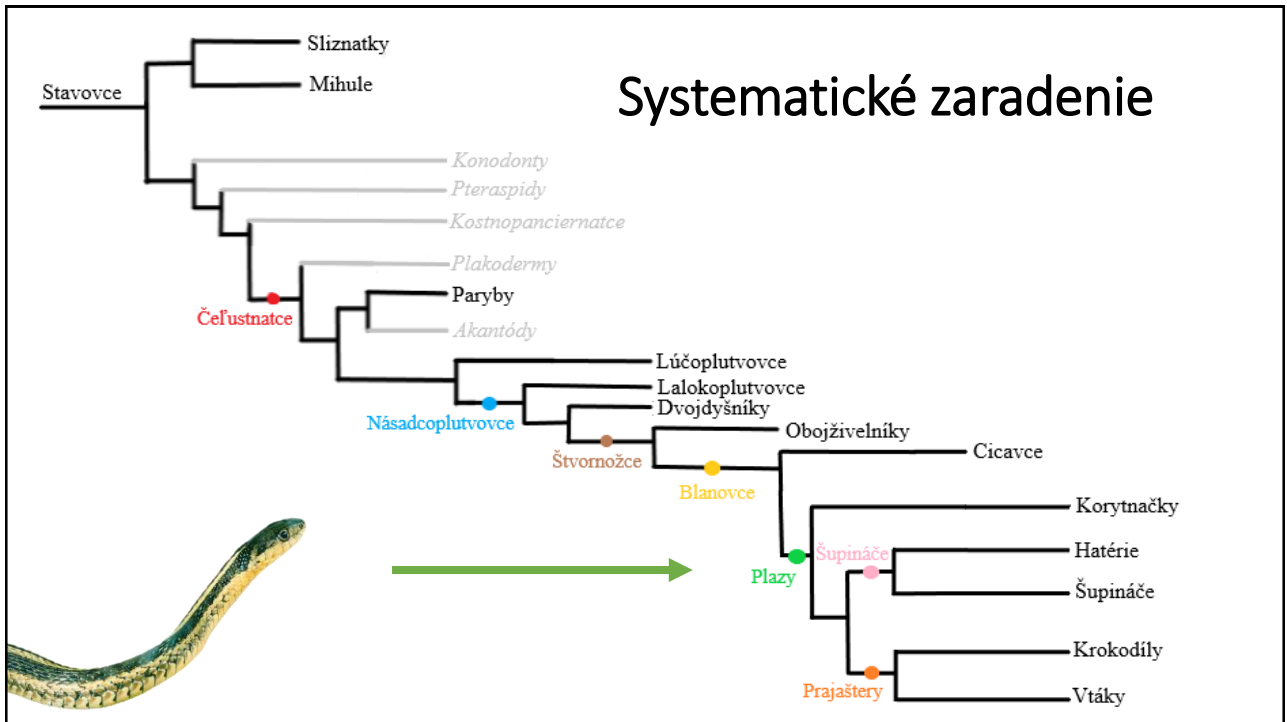 Systematické zaradenie
Stavovce
Sliznatky
Mihule
Konodonty
Pteraspidy
Kostnopanciernatce
Plakodermy
Čeľustnatce
Paryby
Akantódy
Lúčoplutvovce
Násadcoplutvovce
Lalokoplutvovce
Dvojdyšníky
Štvornožce
Obojživelníky
Blanovce
Cicavce
Plazy
Korytnačky
Šupináče
Hatérie
Šupináče
Prajaštery
Krokodíly
Vtáky